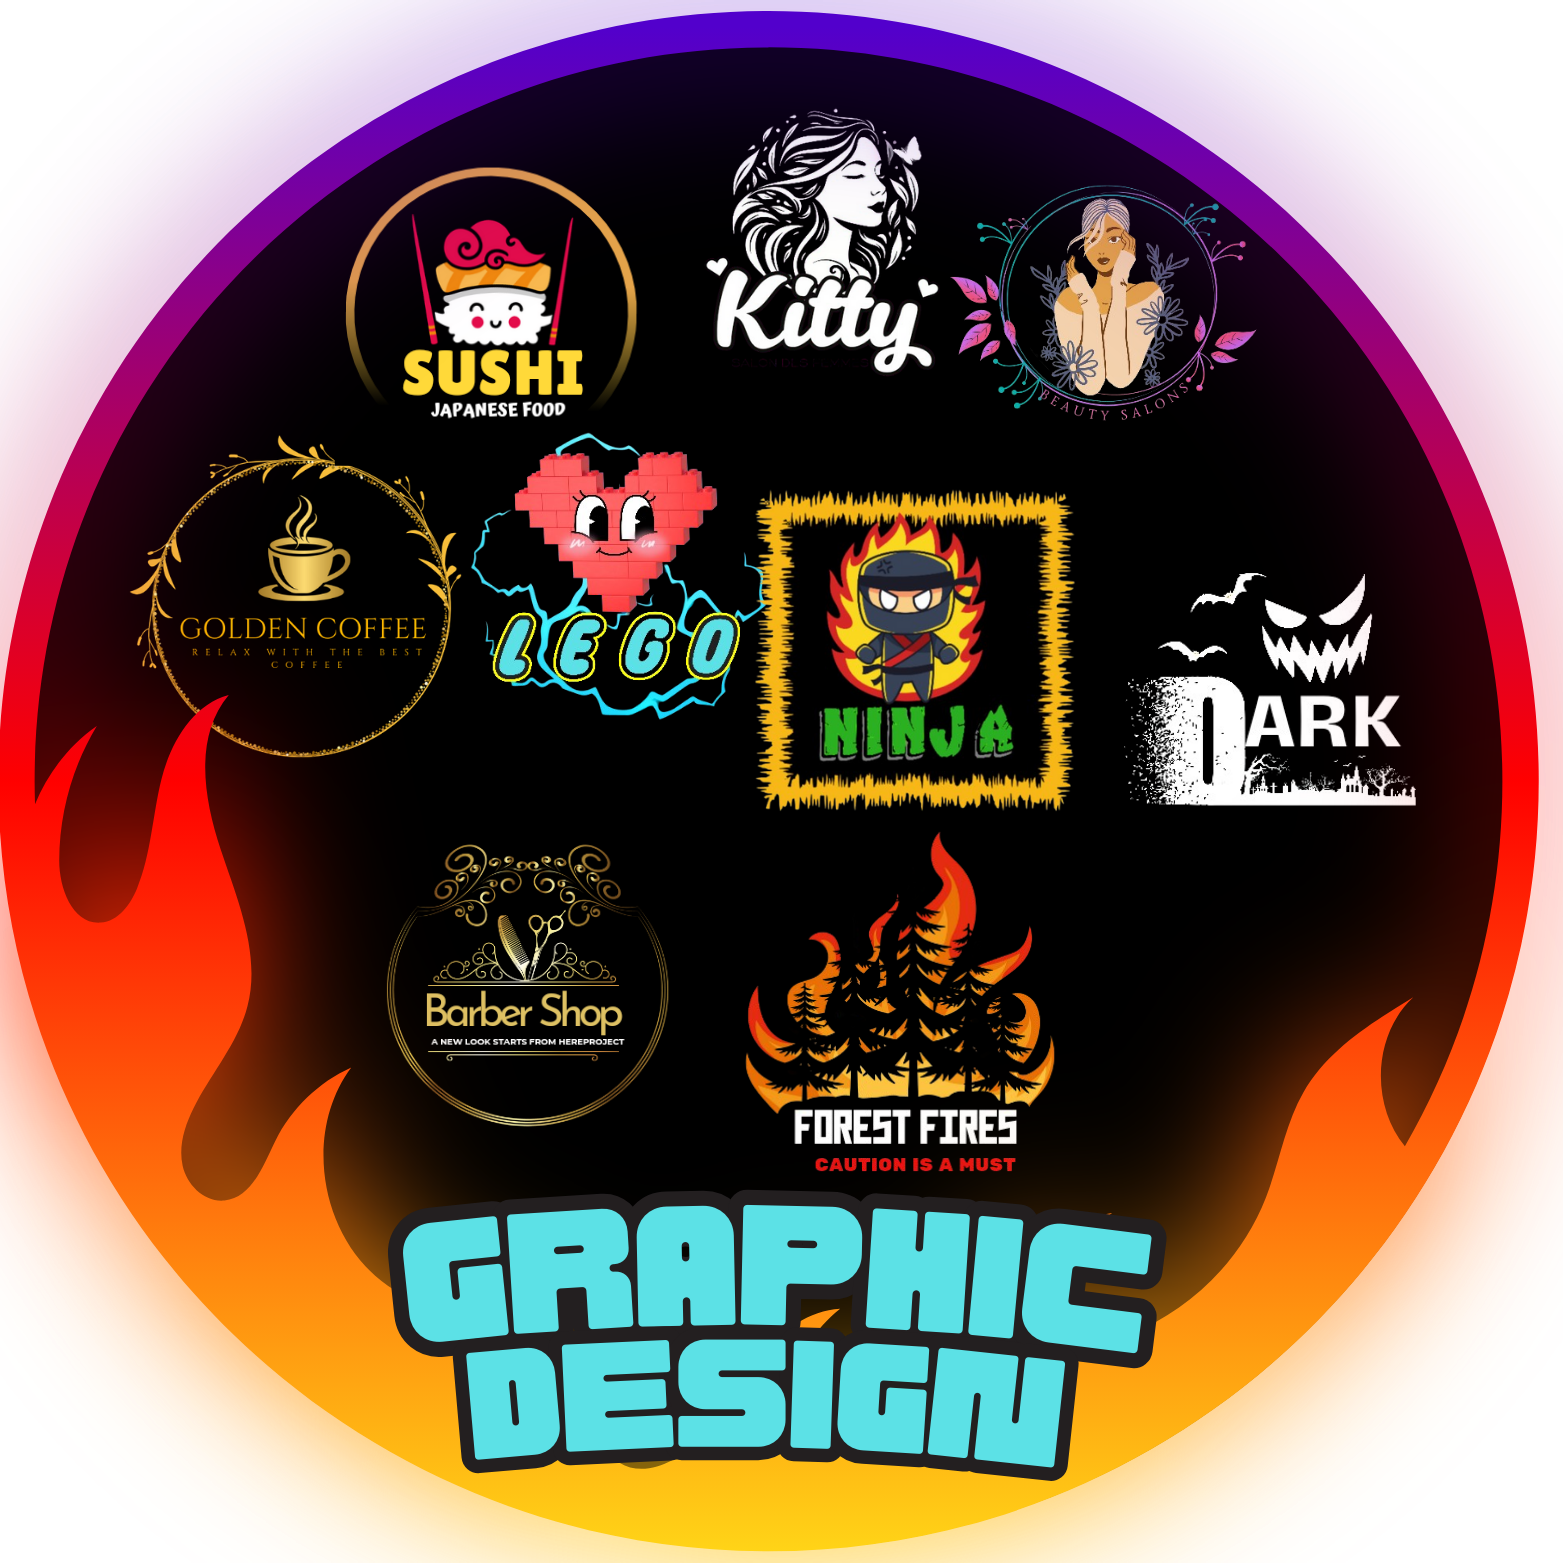 Kitty
SUSHI
JAPANESE FOOD
BEAUTY SALONS
GOLDEN COFFEE
RELAX WITH THE BEST
COFFEE
LEGO
NINJA
DARK
Barber Shop
A NEW LOOK STARTS FROM HEREPROJECT
FOREST FIRES
CAUTION IS A MUST
GRAPHIC
DESIGN